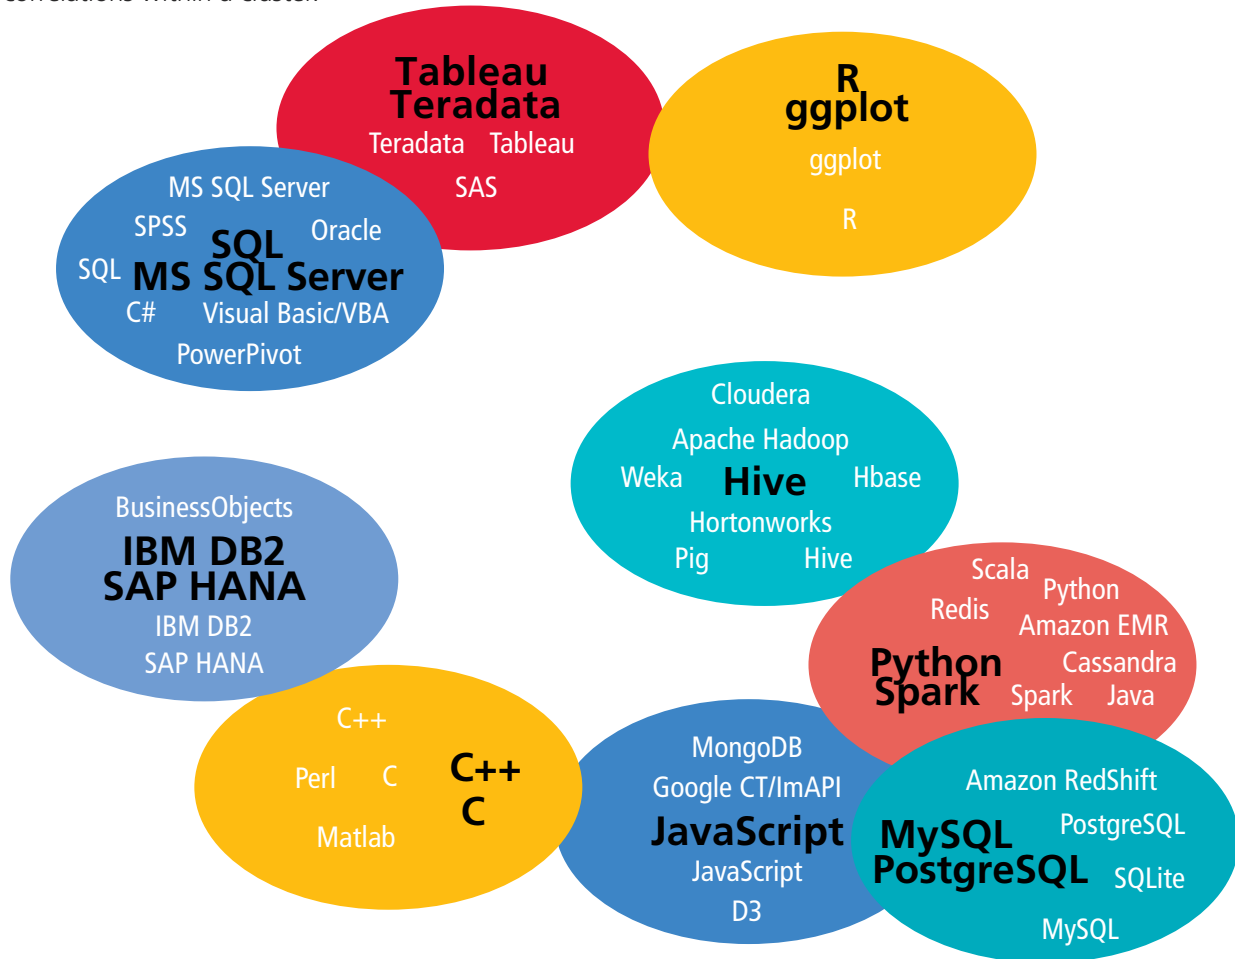 correlations within a cluster.
Tableau
Teradata
Teradata Tableau
SAS
R
ggplot
ggplot
R
MS SQL Server
SPSS
Oracle
SQL
SQL
MS SQL Server
C#
Visual Basic/VBA
PowerPivot
Cloudera
Apache Hadoop
Weka
Hive
Hbase
Hortonworks
Pig
Hive
BusinessObjects
IBM DB2
SAP HANA
IBM DB2
SAP HANA
Scala
Python
Redis
Amazon EMR
Python
Spark
Cassandra
Spark
Java
C++
Perl
C
Matlab
C++
C
MongoDB
Google CT/ImAPI
JavaScript
JavaScript
D3
Amazon RedShift
PostgreSQL
MySQL
PostgreSQL
SQLite
MySQL